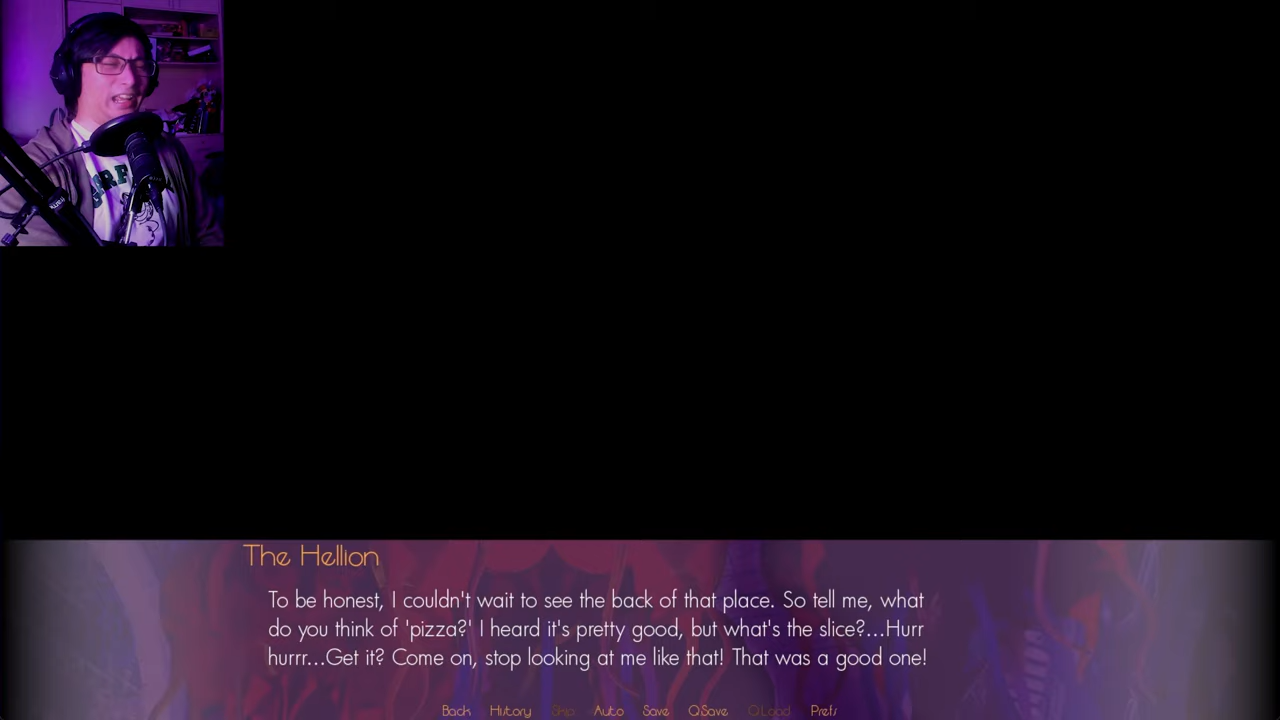 The Hellion
To be honest, I couldn't wait to see the back of that place. So tell me, what
do you think of 'pizza?' I heard it's pretty good, but what's the slice?...Hurr
hurrr...Get it? Come on, stop looking at me like that! That was a good one!
Back History Skip Auto Save Q.Save Q.Load Prefs